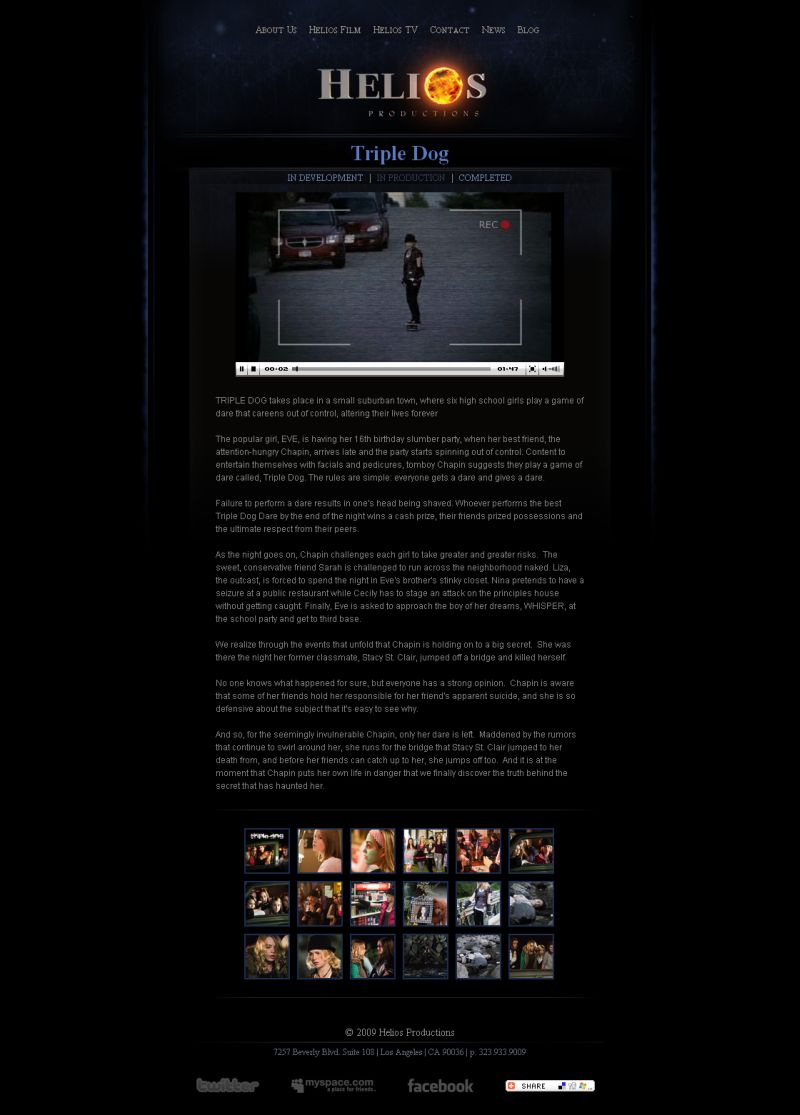 About Us Helios Film Helios TV Contact News Blog
HELIOS
PRODUCTIONS
Triple Dog
IN DEVELOPMENT | IN PRODUCTION | COMPLETED
REC
00:02 01:47
TRIPLE DOG takes place in a small suburban town, where six high school girls play a game of
dare that careens out of control, altering their lives forever
The popular girl, EVE, is having her 16th birthday slumber party, when her best friend, the
attention-hungry Chapin, arrives late and the party starts spinning out of control. Content to
entertain themselves with facials and pedicures, tomboy Chapin suggests they play a game of
dare called, Triple Dog. The rules are simple: everyone gets a dare and gives a dare.
Failure to perform a dare results in one's head being shaved. Whoever performs the best
Triple Dog Dare by the end of the night wins a cash prize, their friends prized possessions and
the ultimate respect from their peers.
As the night goes on, Chapin challenges each girl to take greater and greater risks. The
sweet, conservative friend Sarah is challenged to run across the neighborhood naked. Liza,
the outcast, is forced to spend the night in Eve's brother's stinky closet. Nina pretends to have a
seizure at a public restaurant while Cecily has to stage an attack on the principles house
without getting caught. Finally, Eve is asked to approach the boy of her dreams, WHISPER, at
the school party and get to third base.
We realize through the events that unfold that Chapin is holding on to a big secret. She was
there the night her former classmate, Stacy St. Clair, jumped off a bridge and killed herself.
No one knows what happened for sure, but everyone has a strong opinion. Chapin is aware
that some of her friends hold her responsible for her friend's apparent suicide, and she is so
defensive about the subject that it's easy to see why.
And so, for the seemingly invulnerable Chapin, only her dare is left. Maddened by the rumors
that continue to swirl around her, she runs for the bridge that Stacy St. Clair jumped to her
death from, and before her friends can catch up to her, she jumps off too. And it is at the
moment that Chapin puts her own life in danger that we finally discover the truth behind the
secret that has haunted her.
triple dog
© 2009 Helios Productions
7257 Beverly Blvd. Suite 108 | Los Angeles | CA 90036 | p. 323.933.9009
twitter myspace.com facebook SHARE
a place for friends.